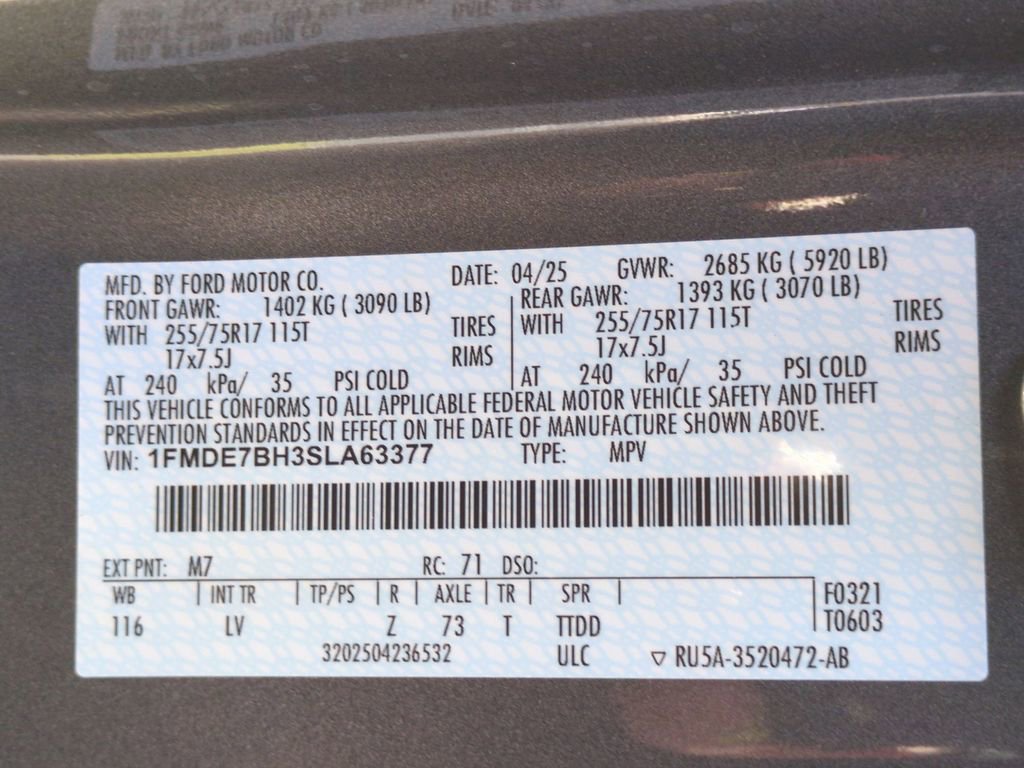 MFD. BY FORD MOTOR CO. DATE: 04/25 GVWR: 2685 KG ( 5920 LB)
FRONT GAWR: 1402 KG ( 3090 LB) REAR GAWR: 1393 KG ( 3070 LB)
WITH 255/75R17 115T TIRES WITH 255/75R17 115T TIRES
17x7.5J RIMS 17x7.5J RIMS
AT 240 kPa/ 35 PSI COLD AT 240 kPa/ 35 PSI COLD
THIS VEHICLE CONFORMS TO ALL APPLICABLE FEDERAL MOTOR VEHICLE SAFETY AND THEFT
PREVENTION STANDARDS IN EFFECT ON THE DATE OF MANUFACTURE SHOWN ABOVE.
VIN: 1FMDE7BH3SLA63377 TYPE: MPV
EXT PNT: M7 RC: 71 DSO:
WB INT TR TP/PS R AXLE TR SPR F0321
116 LV Z 73 T TTDD T0603
3202504236532 ULC ▽ RU5A-3520472-AB